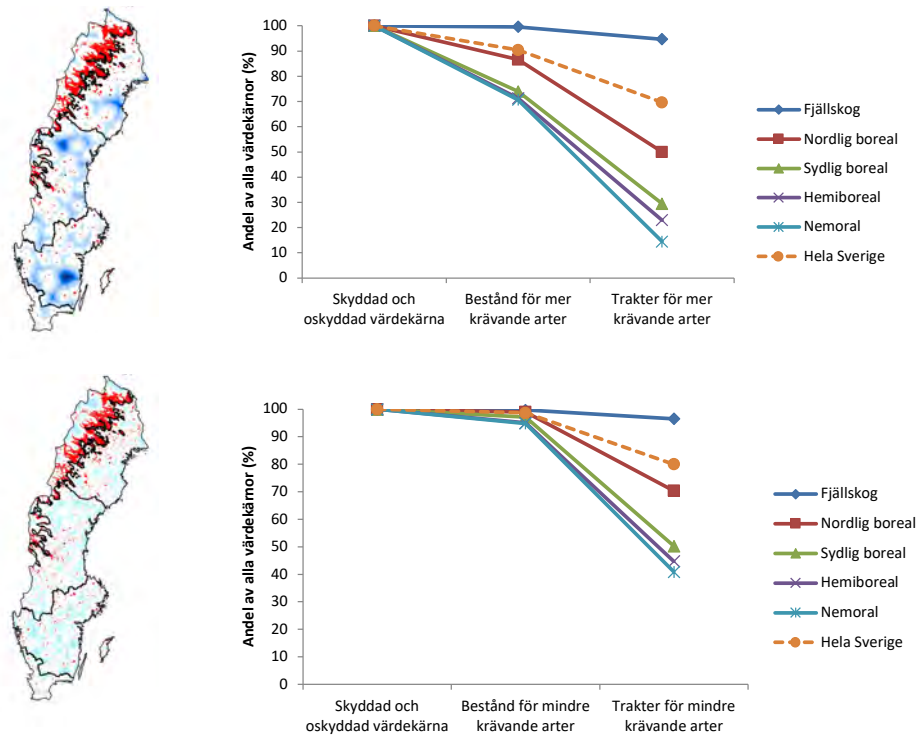 Andel av alla värdekärnor (%)
100
90
80
70
60
50
40
30
20
10
0
Skyddad och
oskyddad värdekärna
Bestånd för mer
krävande arter
Trakter för mer
krävande arter
Fjällskog
Nordlig boreal
Sydlig boreal
Hemiboreal
Nemoral
Hela Sverige
Andel av alla värdekärnor (%)
100
90
80
70
60
50
40
30
20
10
0
Skyddad och
oskyddad värdekärna
Bestånd för mindre
krävande arter
Trakter för mindre
krävande arter
Fjällskog
Nordlig boreal
Sydlig boreal
Hemiboreal
Nemoral
Hela Sverige